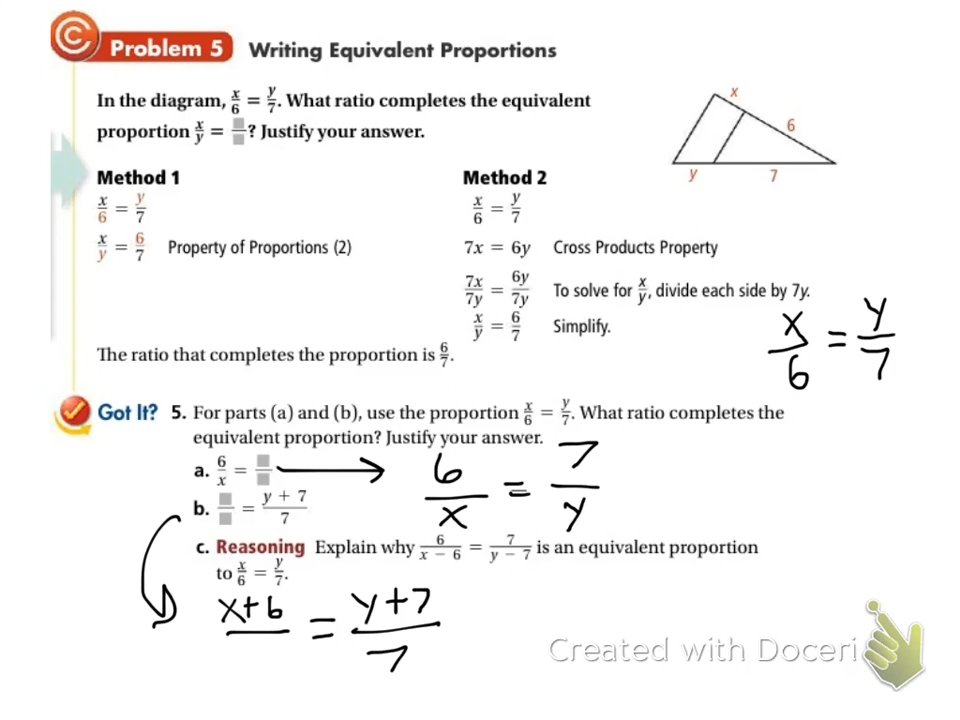 C
Problem 5 Writing Equivalent Proportions
In the diagram, x/6 = y/7. What ratio completes the equivalent
proportion x/y = □/□? Justify your answer.
x
6
y
7
Method 1
x/6 = y/7
x/y = 6/7 Property of Proportions (2)
Method 2
x/6 = y/7
7x = 6y Cross Products Property
7x/7y = 6y/7y To solve for x/y, divide each side by 7y.
x/y = 6/7 Simplify.
x/6 = y/7
The ratio that completes the proportion is 6/7.
Got It? 5. For parts (a) and (b), use the proportion x/6 = y/7. What ratio completes the
equivalent proportion? Justify your answer.
a. 6/x = □/□ → 6/x = 7/y
b. □/□ = y + 7/7
c. Reasoning Explain why 6/x − 6 = 7/y − 7 is an equivalent proportion
to x/6 = y/7.
x+6/ = y+7/7
Created with Doceri